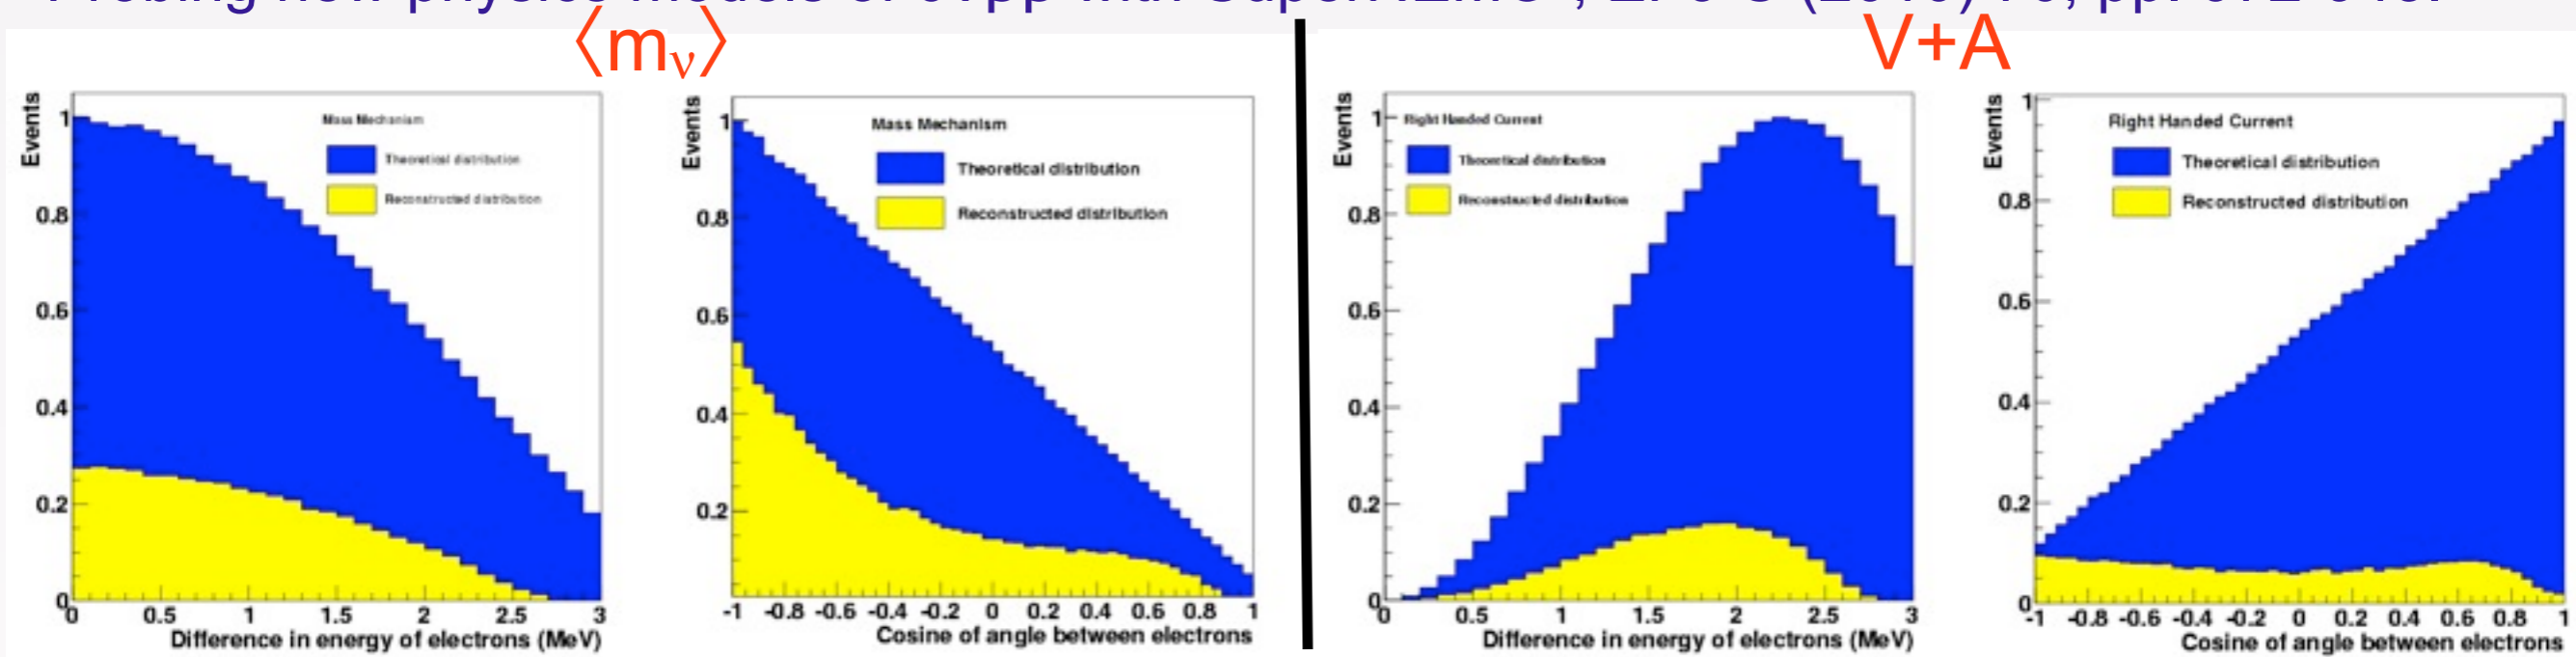 ⟨mν⟩
V+A
Events
1
0.8
0.6
0.4
0.2
0
Mass Mechanism
Theoretical distribution
Reconstructed distribution
0 0.5 1 1.5 2 2.5 3
Difference in energy of electrons (MeV)
Events
1
0.8
0.6
0.4
0.2
Mass Mechanism
Theoretical distribution
Reconstructed distribution
-1 -0.8 -0.6 -0.4 -0.2 0 0.2 0.4 0.6 0.8 1
Cosine of angle between electrons
Events
1
0.8
0.6
0.4
0.2
0
Right Handed Current
Theoretical distribution
Reconstructed distribution
0 0.5 1 1.5 2 2.5 3
Difference in energy of electrons (MeV)
Events
1
0.8
0.6
0.4
0.2
0
Right Handed Current
Theoretical distribution
Reconstructed distribution
-1 -0.8 -0.6 -0.4 -0.2 0 0.2 0.4 0.6 0.8 1
Cosine of angle between electrons